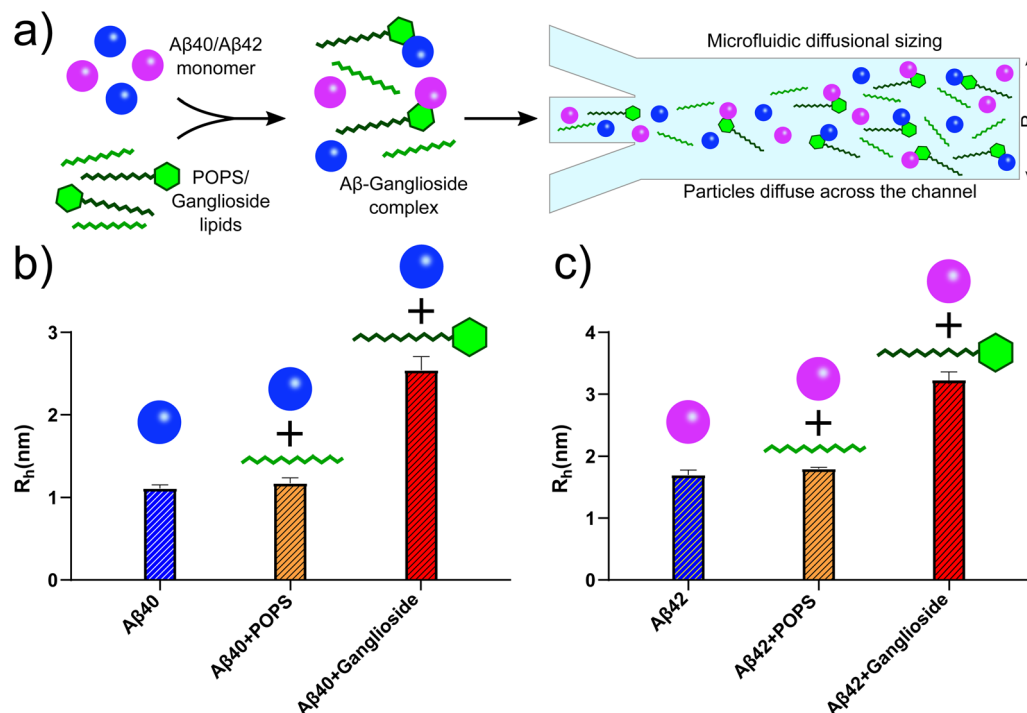 a)
Aβ40/Aβ42
monomer
POPS/
Ganglioside
lipids
Aβ-Ganglioside
complex
Microfluidic diffusional sizing
Particles diffuse across the channel
b)
3
2
1
0
Rh(nm)
+
+
Aβ40
Aβ40+POPS
Aβ40+Ganglioside
c)
4
3
2
1
0
Rh(nm)
+
+
Aβ42
Aβ42+POPS
Aβ42+Ganglioside